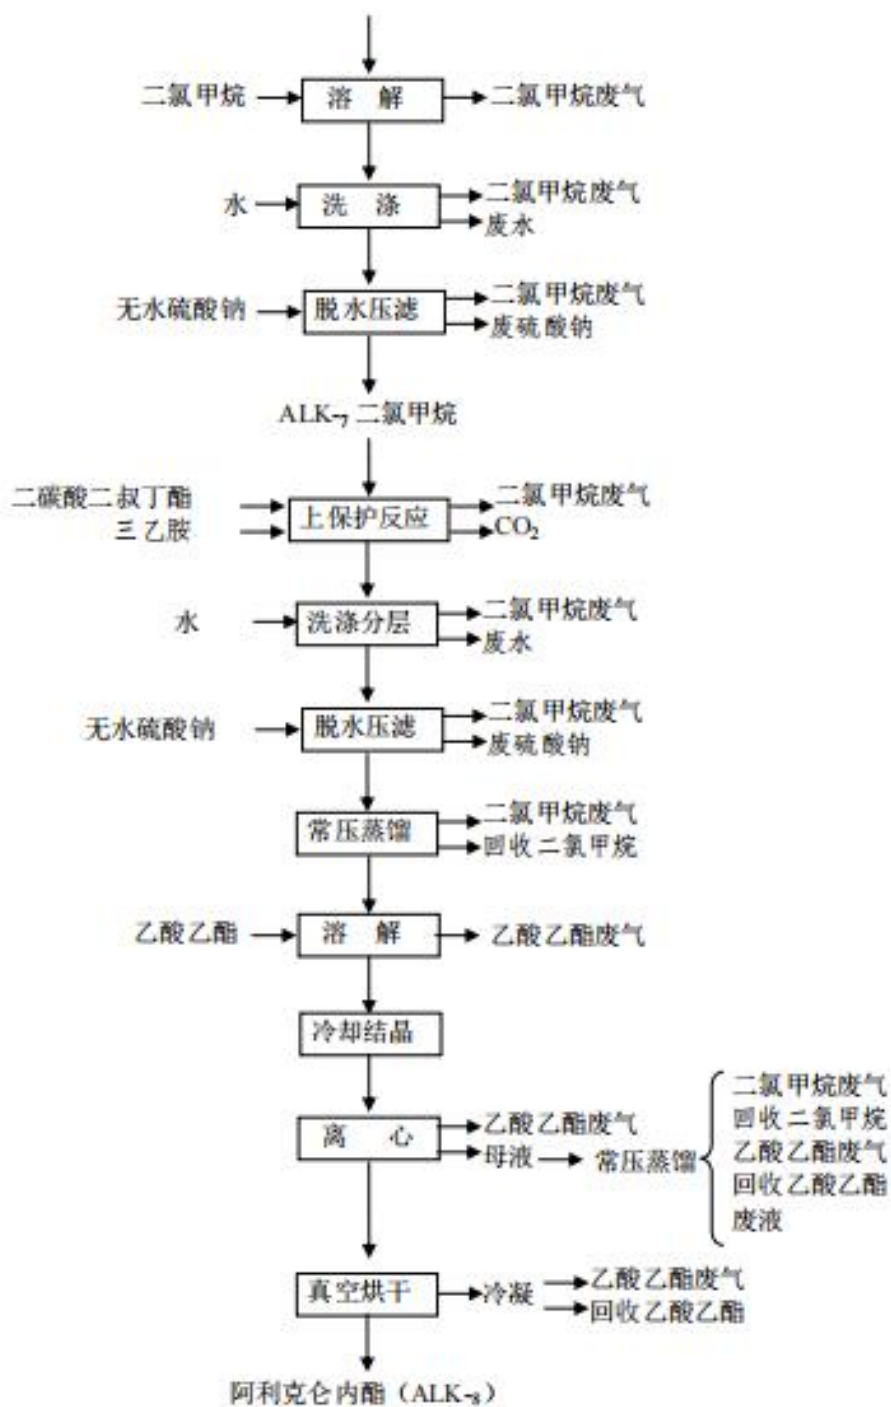 二氯甲烷 溶 解 二氯甲烷废气
水 洗 涤 二氯甲烷废气
废水
无水硫酸钠 脱水压滤 二氯甲烷废气
废硫酸钠
ALK-7 二氯甲烷
二碳酸二叔丁酯 上保护反应 二氯甲烷废气
三乙胺 CO2
水 洗涤分层 二氯甲烷废气
废水
无水硫酸钠 脱水压滤 二氯甲烷废气
废硫酸钠
常压蒸馏 二氯甲烷废气
回收二氯甲烷
乙酸乙酯 溶 解 乙酸乙酯废气
冷却结晶
离 心 乙酸乙酯废气
母液 常压蒸馏
二氯甲烷废气
回收二氯甲烷
乙酸乙酯废气
回收乙酸乙酯
废液
真空烘干 冷凝 乙酸乙酯废气
回收乙酸乙酯
阿利克仑内酯（ALK-8）